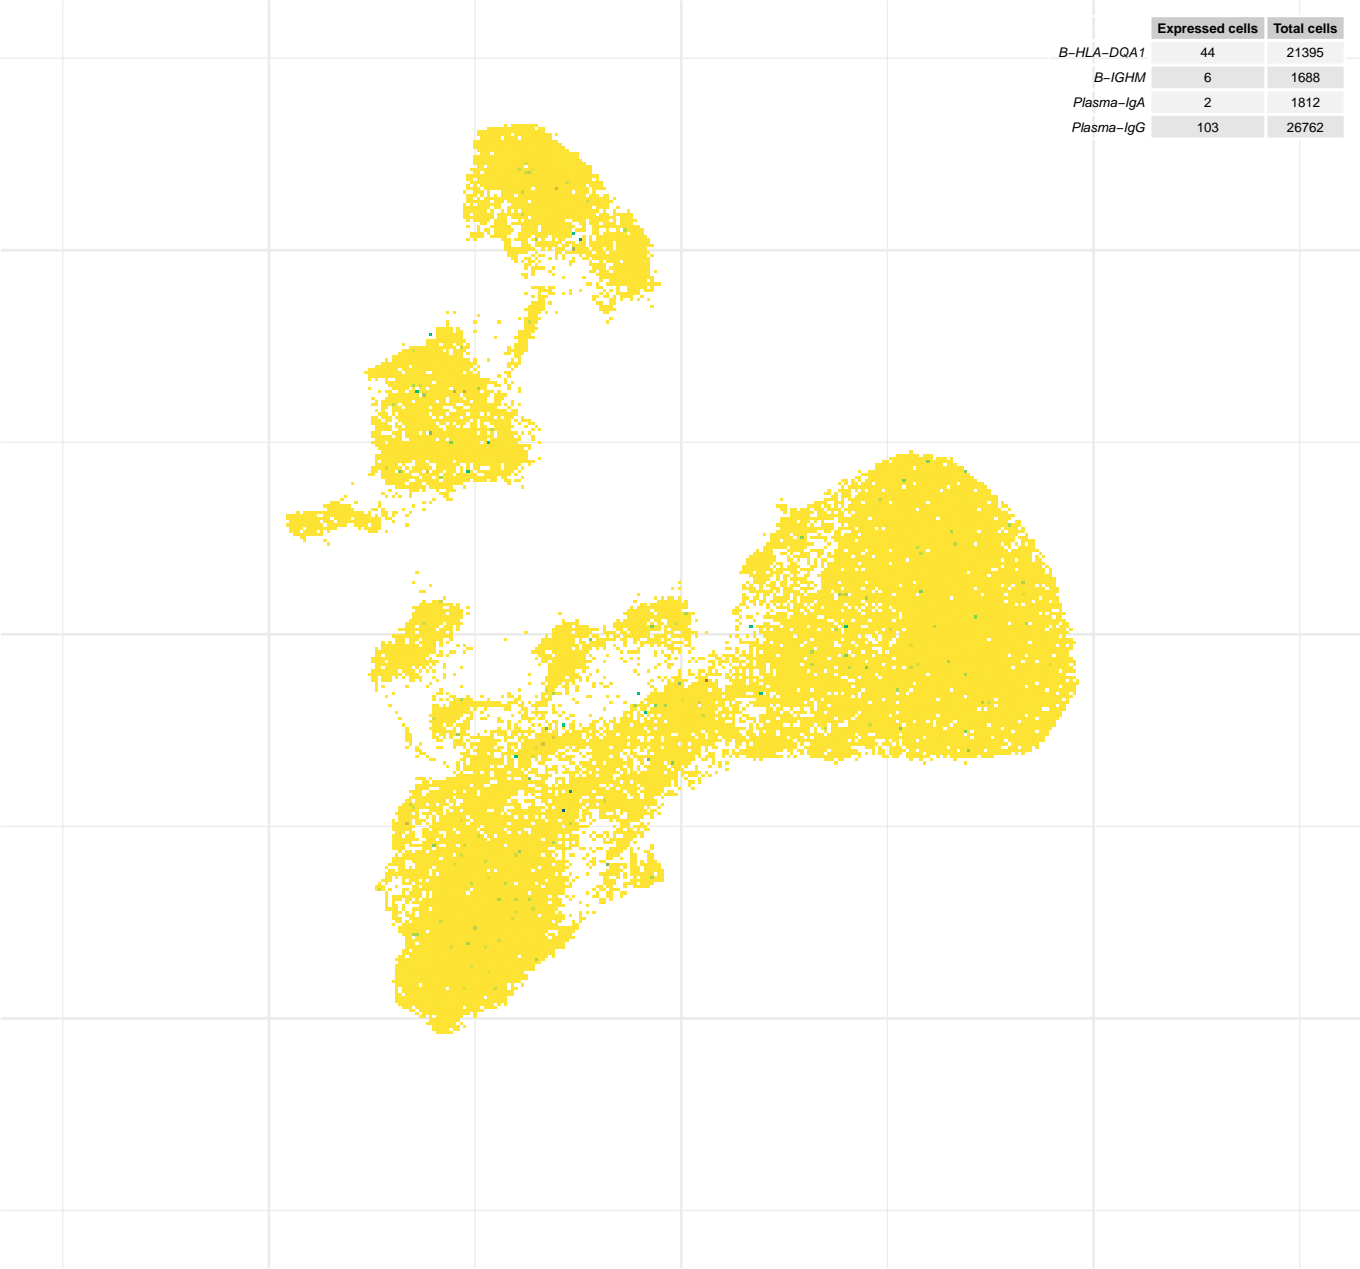 Expressed cells Total cells
B−HLA−DQA1 44 21395
B−IGHM 6 1688
Plasma−IgA 2 1812
Plasma−IgG 103 26762